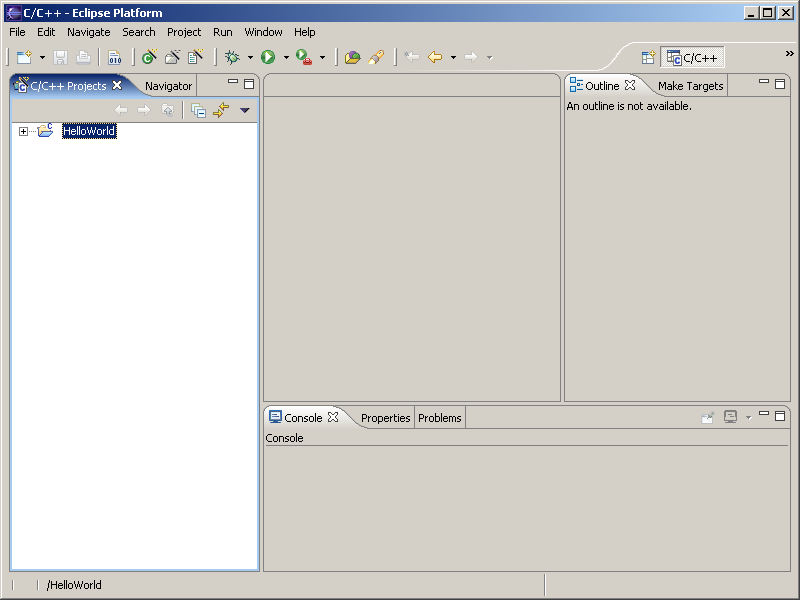 C/C++ - Eclipse Platform
File Edit Navigate Search Project Run Window Help
010 C/C++ »
C/C++ Projects Navigator
Outline Make Targets
An outline is not available.
HelloWorld
Console Properties Problems
Console
/HelloWorld